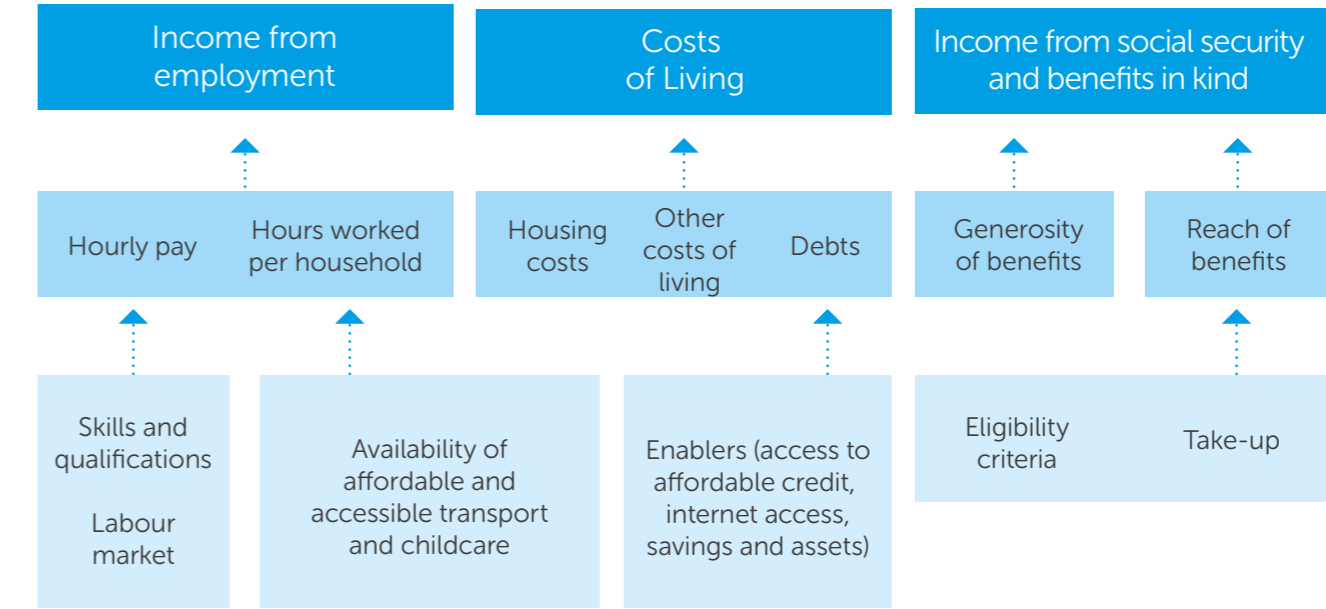 Income from
employment
Costs
of Living
Income from social security
and benefits in kind
Hourly pay
Hours worked
per household
Housing
costs
Other
costs of
living
Debts
Generosity
of benefits
Reach of
benefits
Skills and
qualifications
Labour
market
Availability of
affordable and
accessible transport
and childcare
Enablers (access to
affordable credit,
internet access,
savings and assets)
Eligibility
criteria
Take-up